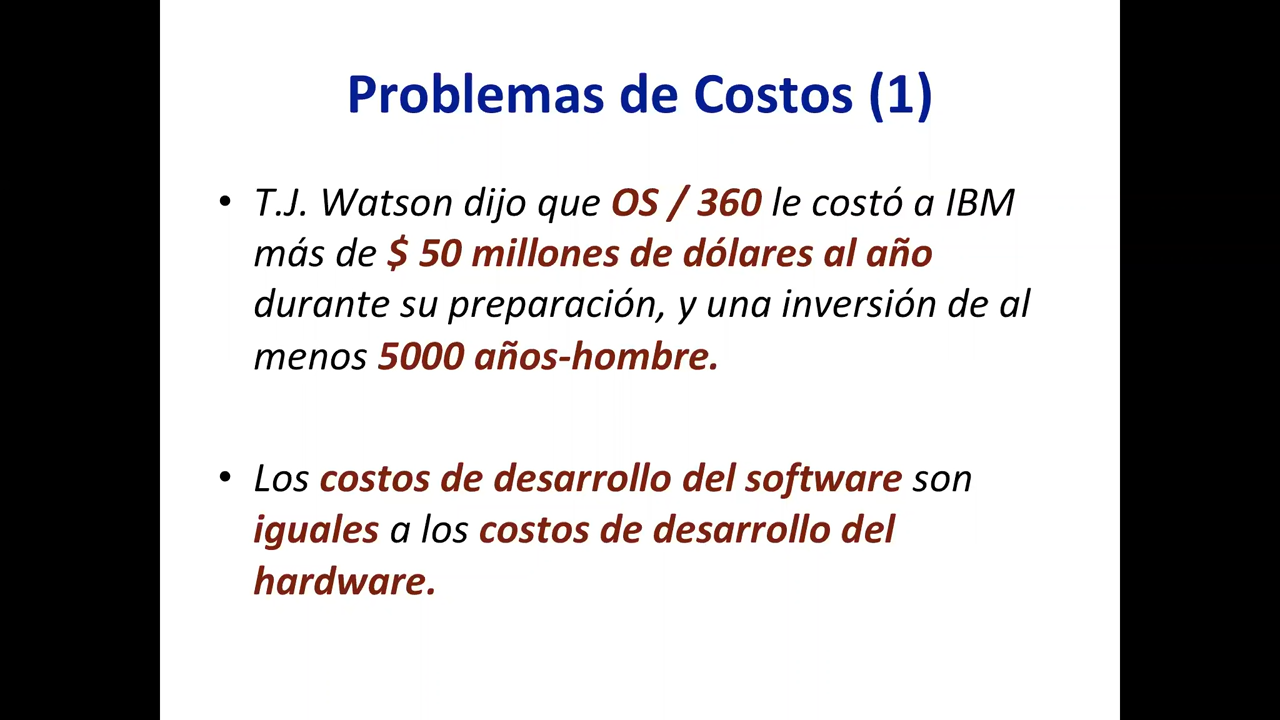 Problemas de Costos (1)
• T.J. Watson dijo que OS / 360 le costó a IBM
más de $ 50 millones de dólares al año
durante su preparación, y una inversión de al
menos 5000 años-hombre.
• Los costos de desarrollo del software son
iguales a los costos de desarrollo del
hardware.